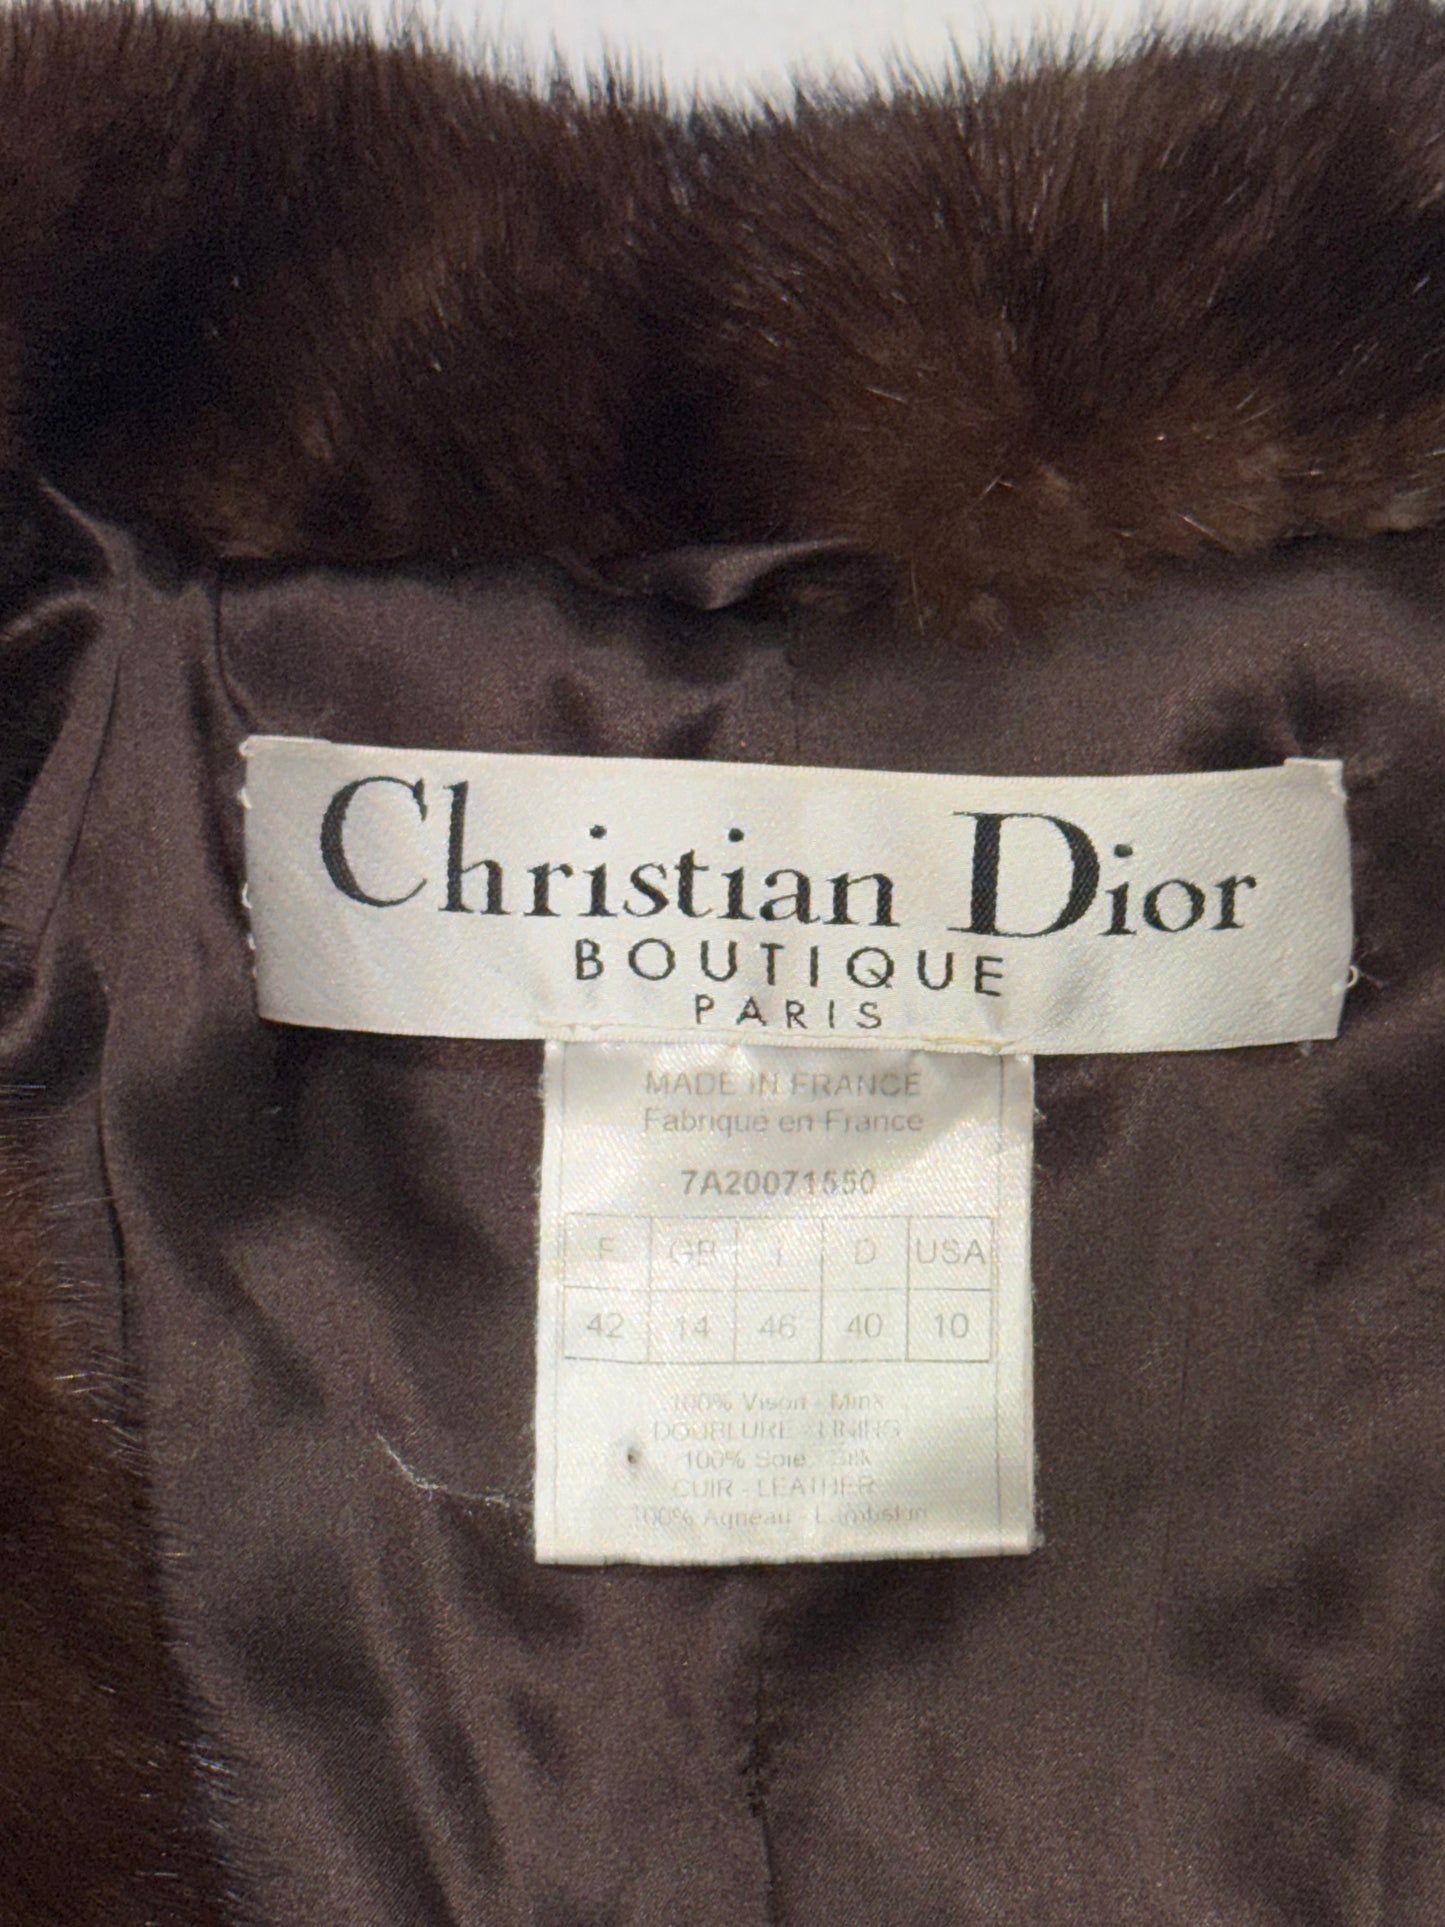 Christian Dior
BOUTIQUE
PARIS
MADE IN FRANCE
Fabriqué en France
7A20071550
F GB I D USA
42 14 46 40 10
100% Vison - Mink
DOUBLURE - LINING
100% Soie - Silk
CUIR - LEATHER
100% Agneau - Lambskin